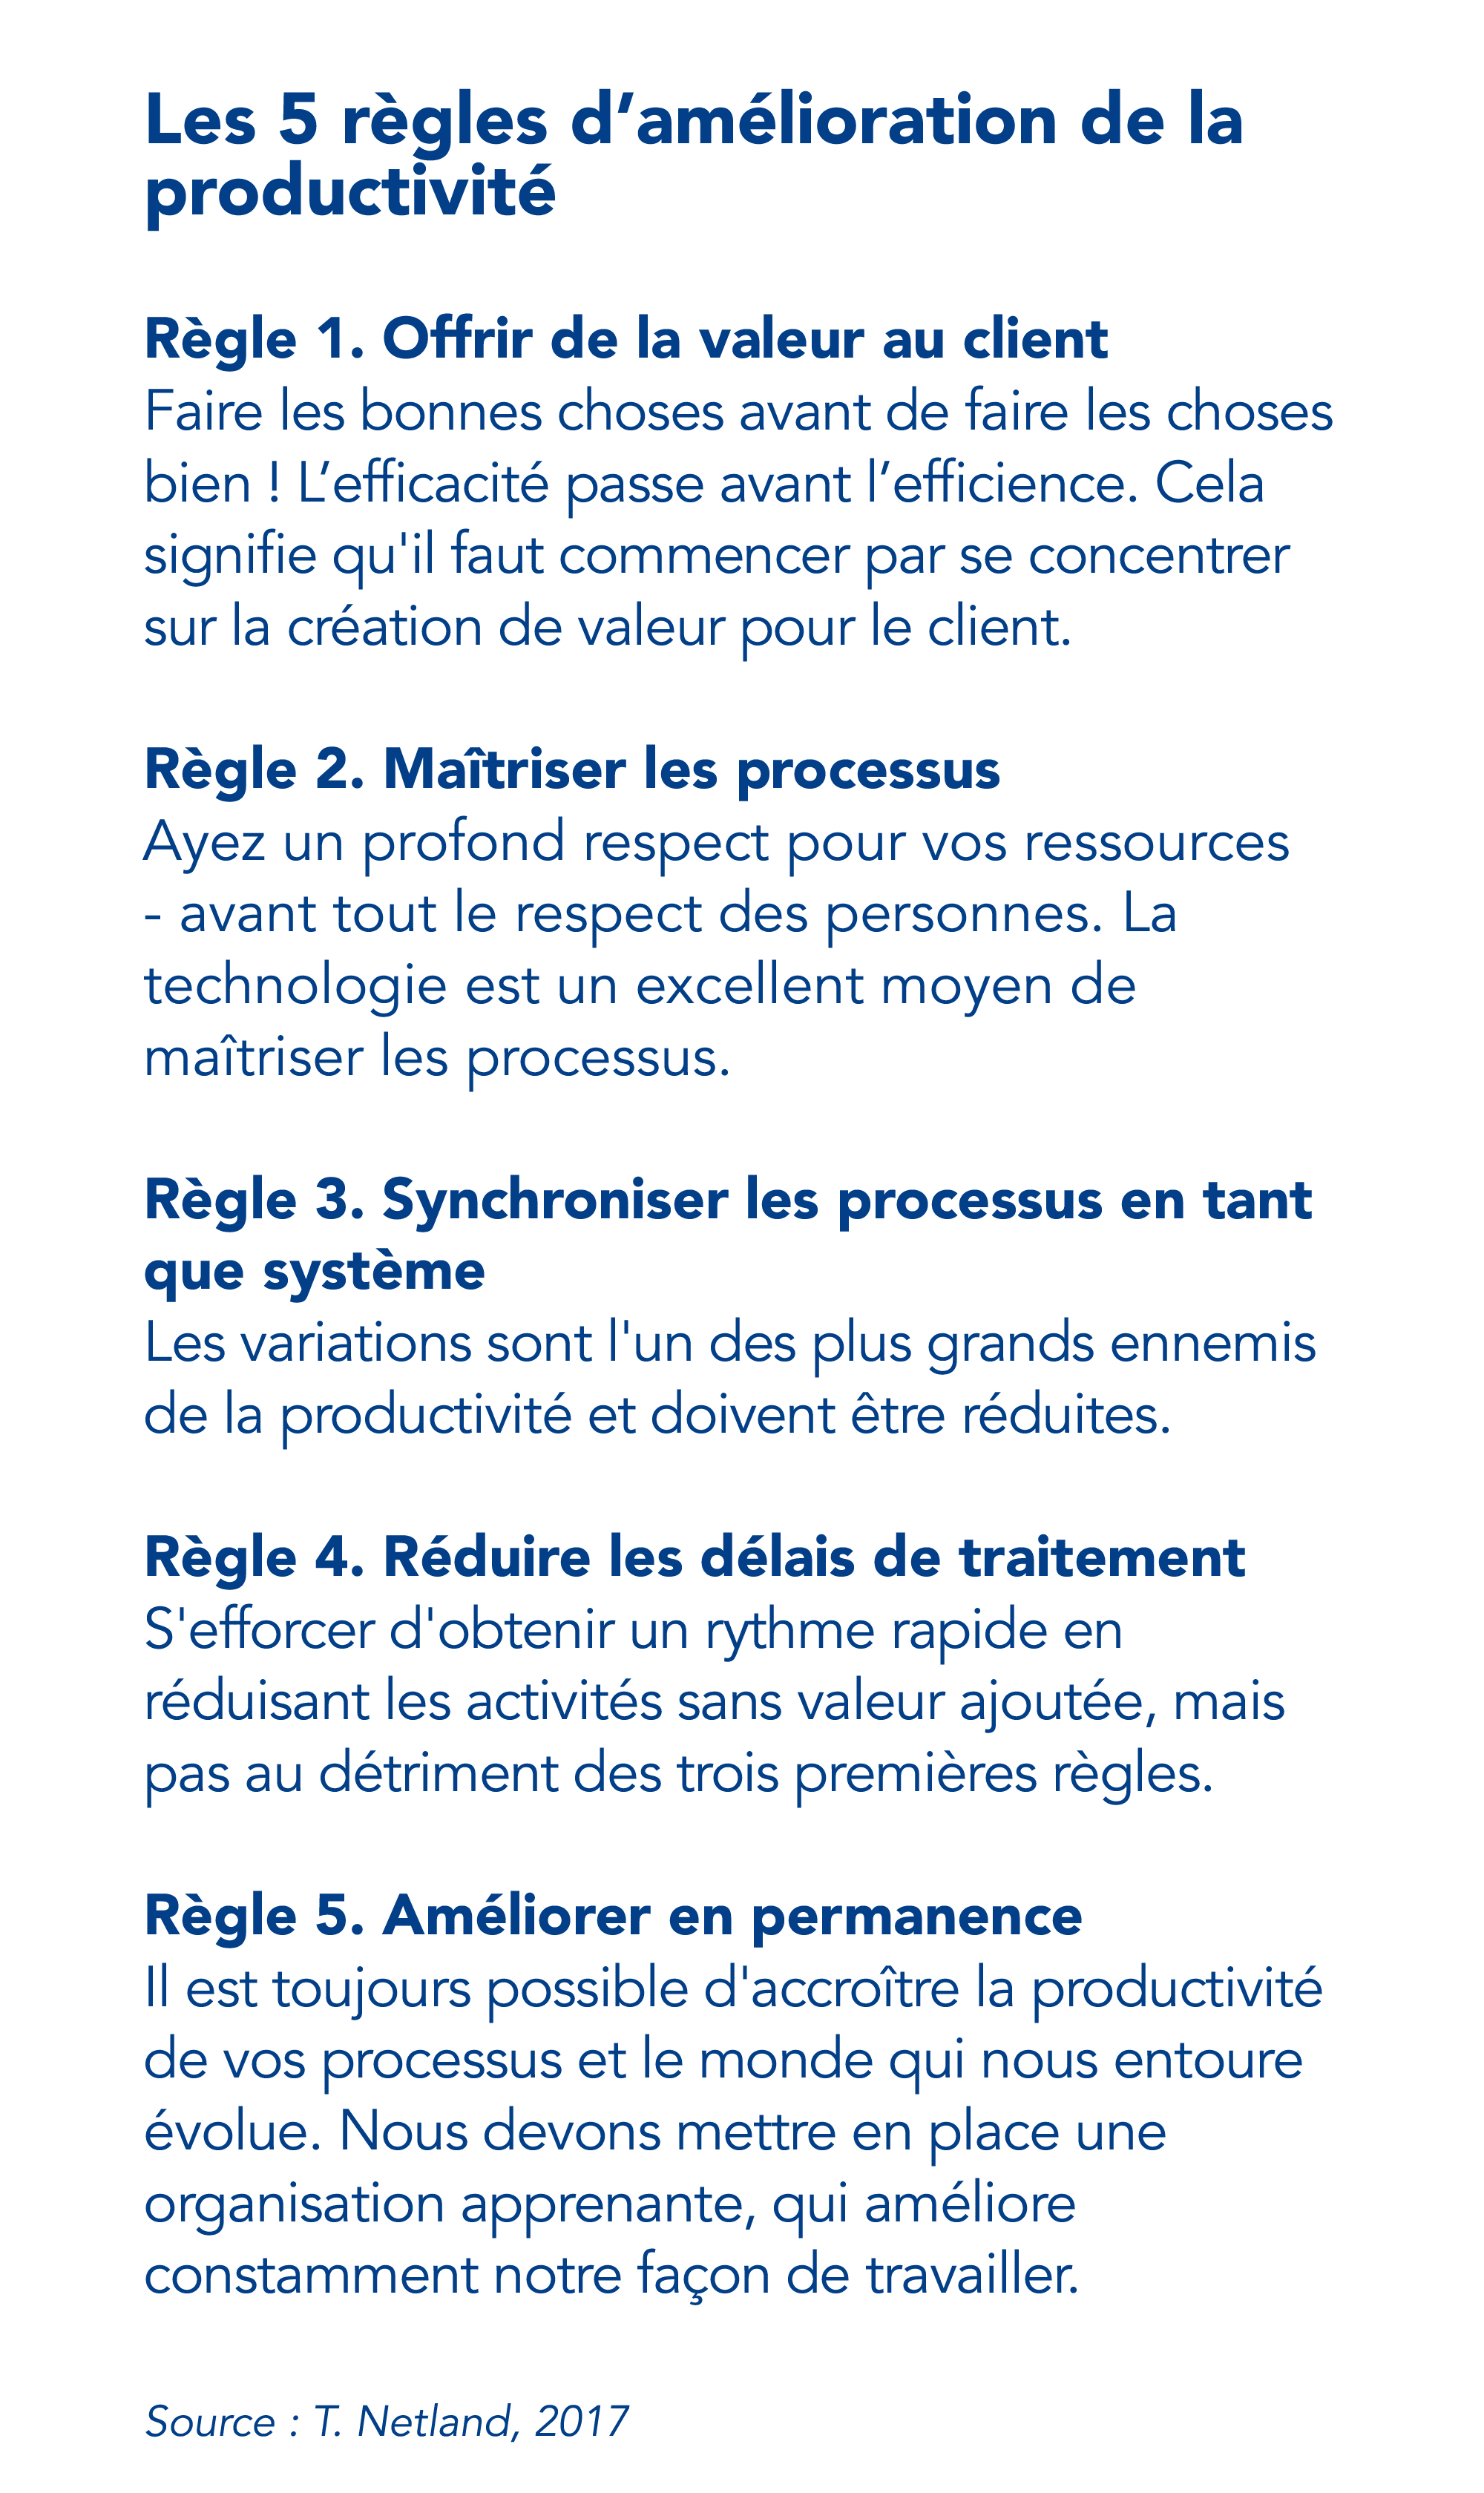 Les 5 règles d’amélioration de la
productivité
Règle 1. Offrir de la valeur au client
Faire les bonnes choses avant de faire les choses
bien ! L’efficacité passe avant l’efficience. Cela
signifie qu'il faut commencer par se concentrer
sur la création de valeur pour le client.
Règle 2. Maîtriser les processus
Ayez un profond respect pour vos ressources
- avant tout le respect des personnes. La
technologie est un excellent moyen de
maîtriser les processus.
Règle 3. Synchroniser les processus en tant
que système
Les variations sont l'un des plus grands ennemis
de la productivité et doivent être réduites.
Règle 4. Réduire les délais de traitement
S'efforcer d'obtenir un rythme rapide en
réduisant les activités sans valeur ajoutée, mais
pas au détriment des trois premières règles.
Règle 5. Améliorer en permanence
Il est toujours possible d'accroître la productivité
de vos processus et le monde qui nous entoure
évolue. Nous devons mettre en place une
organisation apprenante, qui améliore
constamment notre façon de travailler.
Source : T. Netland, 2017